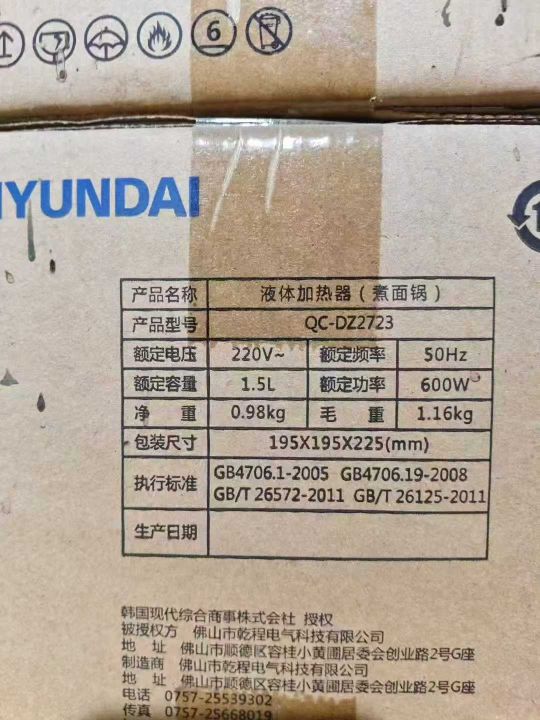 6
HYUNDAI
产品名称 液体加热器(煮面锅)
产品型号 QC-DZ2723
额定电压 220V~ 额定频率 50Hz
额定容量 1.5L 额定功率 600W
净 重 0.98kg 毛 重 1.16kg
包装尺寸 195X195X225(mm)
执行标准 GB4706.1-2005 GB4706.19-2008
GB/T 26572-2011 GB/T 26125-2011
生产日期
韩国现代综合商事株式会社 授权
被授权方 佛山市乾程电气科技有限公司
地 址 佛山市顺德区容桂小黄圃居委会创业路2号G座
制造商 佛山市乾程电气科技有限公司
地 址 佛山市顺德区容桂小黄圃居委会创业路2号G座
电话 0757-25539302
传真 0757-25668019